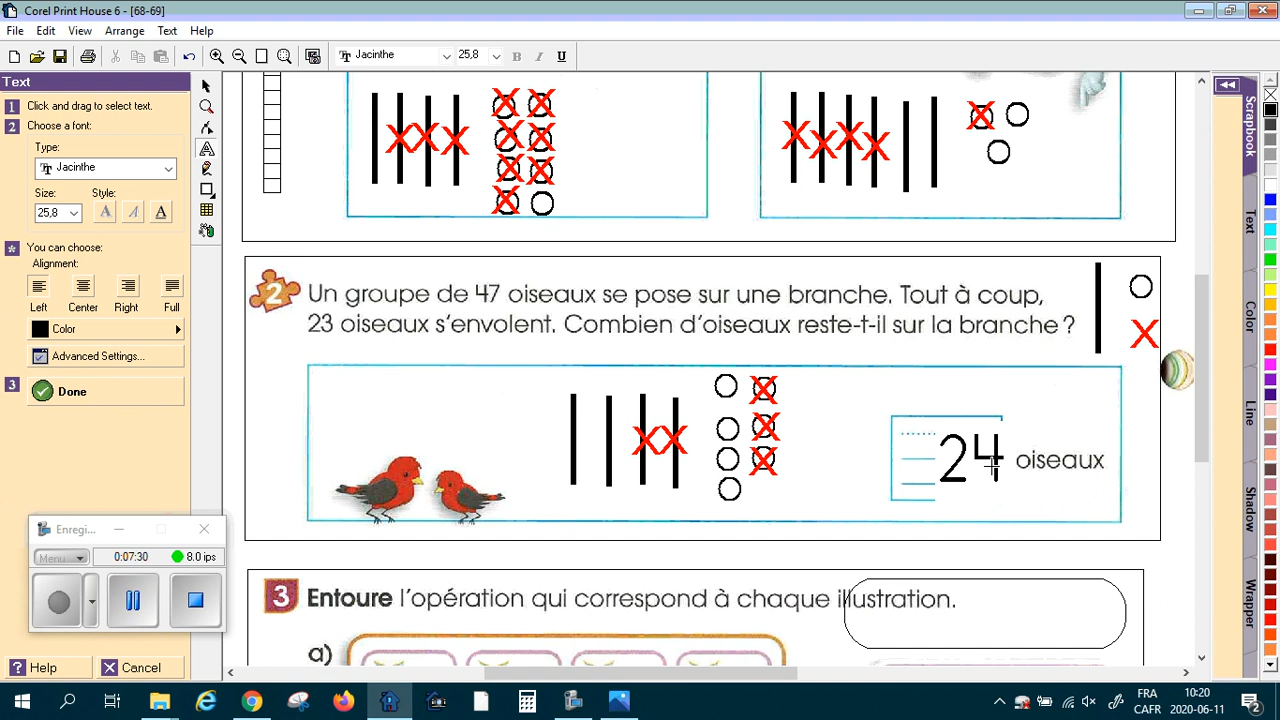 Corel Print House 6 - [68-69]
File Edit View Arrange Text Help
Jacinthe 25,8 B I U
Text
1 Click and drag to select text.
2 Choose a font:
Type:
Jacinthe
Size: Style:
25,8 A A A
* You can choose:
Alignment:
Left Center Right Full
Color
Advanced Settings...
3 Done
Help Cancel
2 Un groupe de 47 oiseaux se pose sur une branche. Tout à coup,
23 oiseaux s'envolent. Combien d'oiseaux reste-t-il sur la branche ?
24 oiseaux
3 Entoure l'opération qui correspond à chaque illustration.
a)
Enregi...
Menu 0:07:30 8.0 ips
Scrapbook
Text
Color
Line
Shadow
Wrapper
FRA
CAFR
10:20
2020-06-11
2